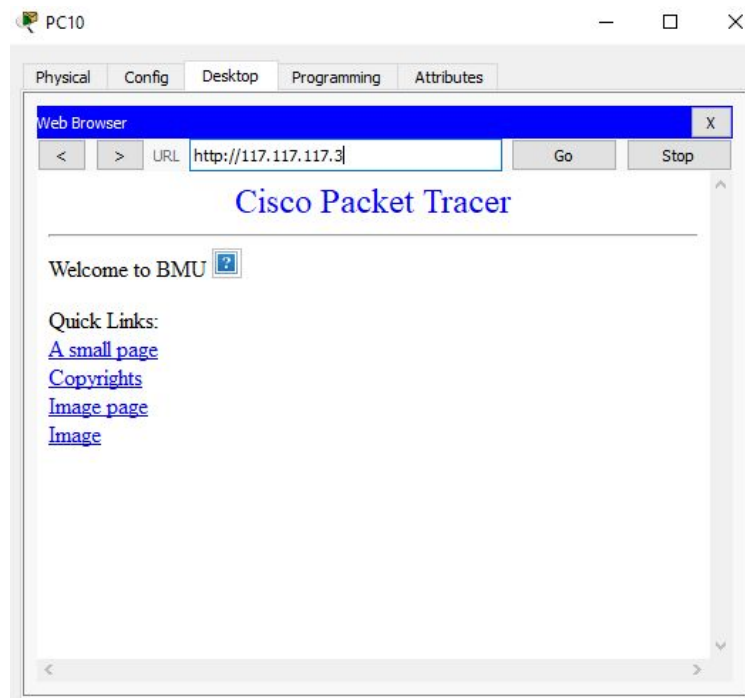 PC10
Physical Config Desktop Programming Attributes
Web Browser X
< > URL http://117.117.117.3 Go Stop
Cisco Packet Tracer
Welcome to BMU
Quick Links:
A small page
Copyrights
Image page
Image